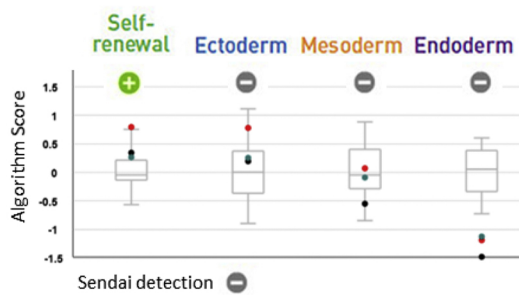 Self-
renewal
Ectoderm
Mesoderm
Endoderm
+
−
−
−
Algorithm Score
1.5
1
0.5
0
-0.5
-1
-1.5
Sendai detection −